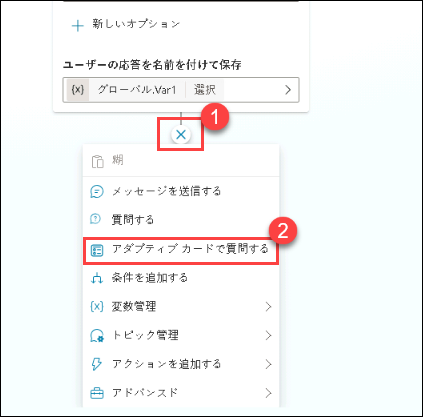 新しいオプション
ユーザーの応答を名前を付けて保存
{x} グローバル.Var1 選択
1
糊
メッセージを送信する
質問する
2
アダプティブ カードで質問する
条件を追加する
{x} 変数管理
トピック管理
アクションを追加する
アドバンスド